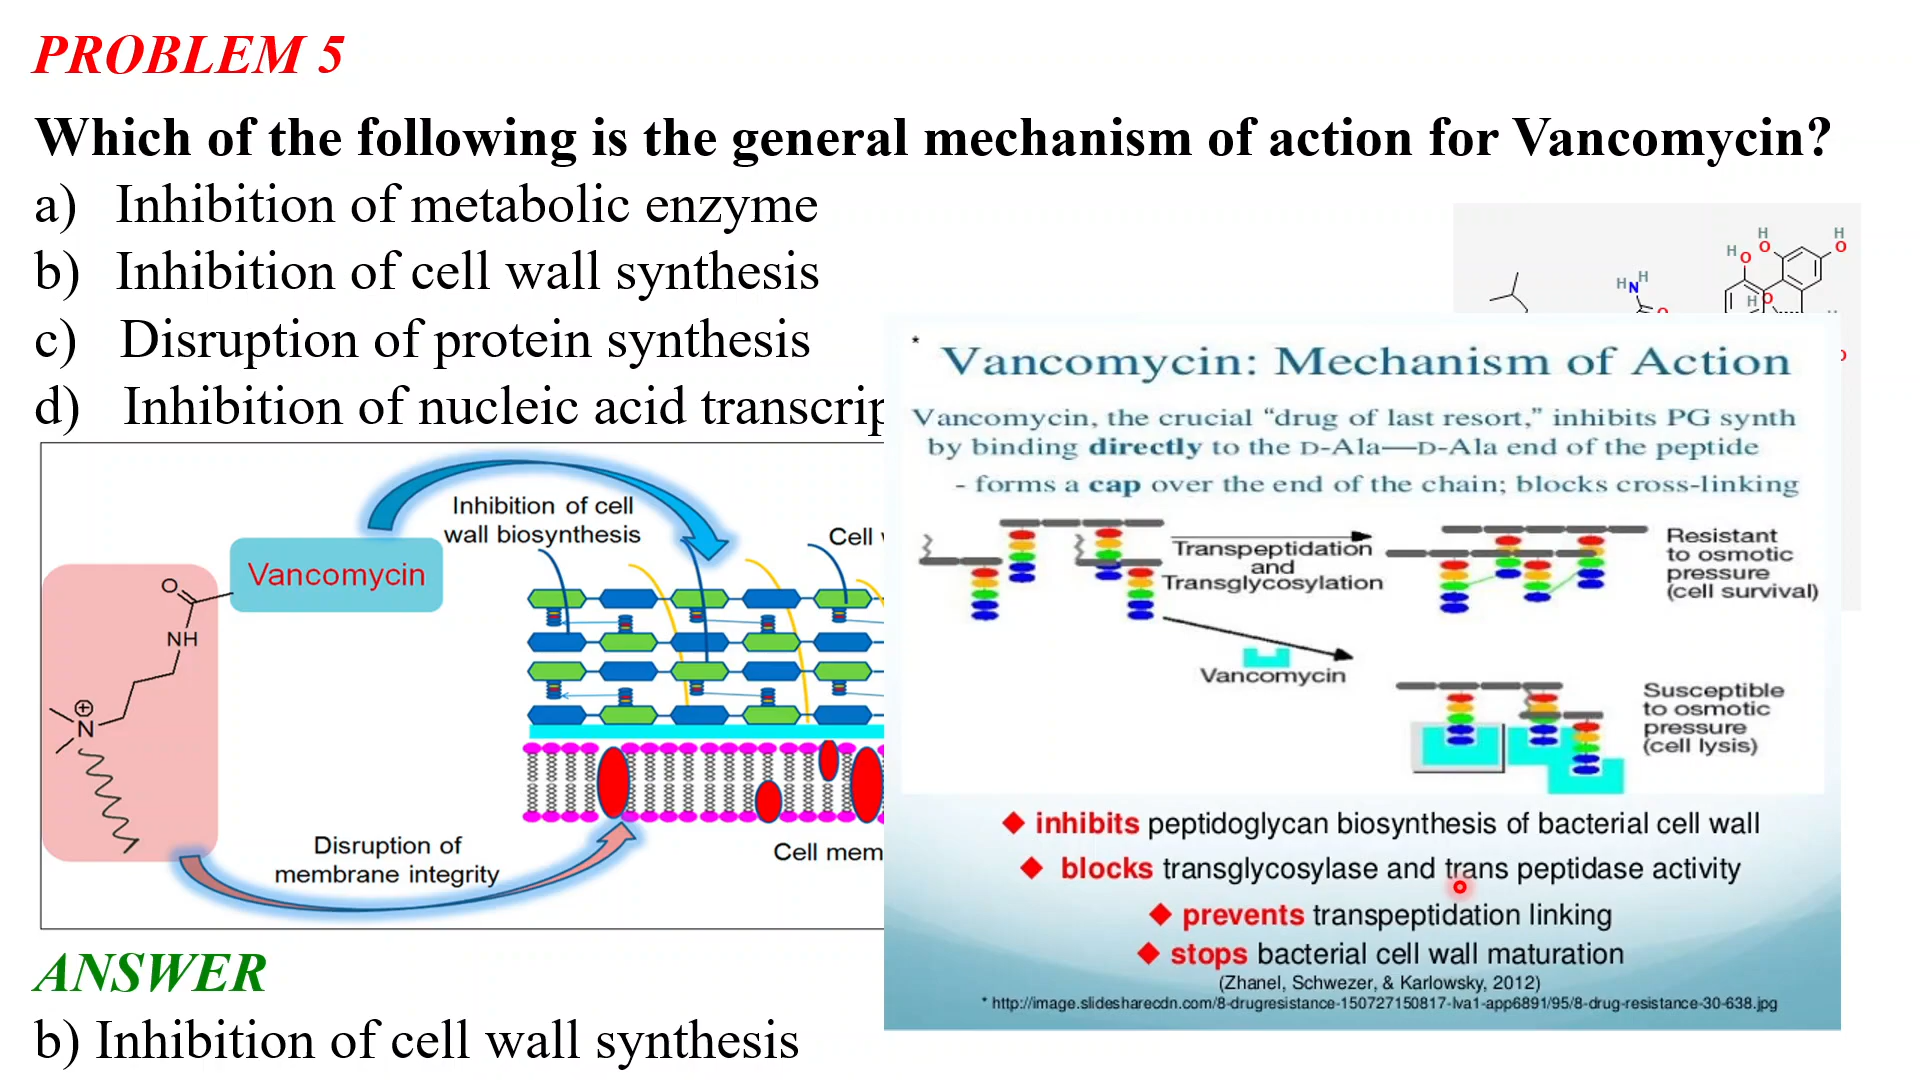 PROBLEM 5
Which of the following is the general mechanism of action for Vancomycin?
a) Inhibition of metabolic enzyme
b) Inhibition of cell wall synthesis
c) Disruption of protein synthesis
d) Inhibition of nucleic acid transcrip
H
H
H O
O
O
H
H N
H O
O
O
*
Vancomycin: Mechanism of Action
Vancomycin, the crucial “drug of last resort,” inhibits PG synth
by binding directly to the D-Ala—D-Ala end of the peptide
- forms a cap over the end of the chain; blocks cross-linking
Transpeptidation
and
Transglycosylation
Resistant
to osmotic
pressure
(cell survival)
Vancomycin
Susceptible
to osmotic
pressure
(cell lysis)
◆ inhibits peptidoglycan biosynthesis of bacterial cell wall
◆ blocks transglycosylase and trans peptidase activity
◆ prevents transpeptidation linking
◆ stops bacterial cell wall maturation
(Zhanel, Schwezer, & Karlowsky, 2012)
* http://image.slidesharecdn.com/8-drugresistance-150727150817-lva1-app6891/95/8-drug-resistance-30-638.jpg
Inhibition of cell
wall biosynthesis
Cell
Vancomycin
O
NH
⊕
N
Disruption of
membrane integrity
Cell mem
ANSWER
b) Inhibition of cell wall synthesis